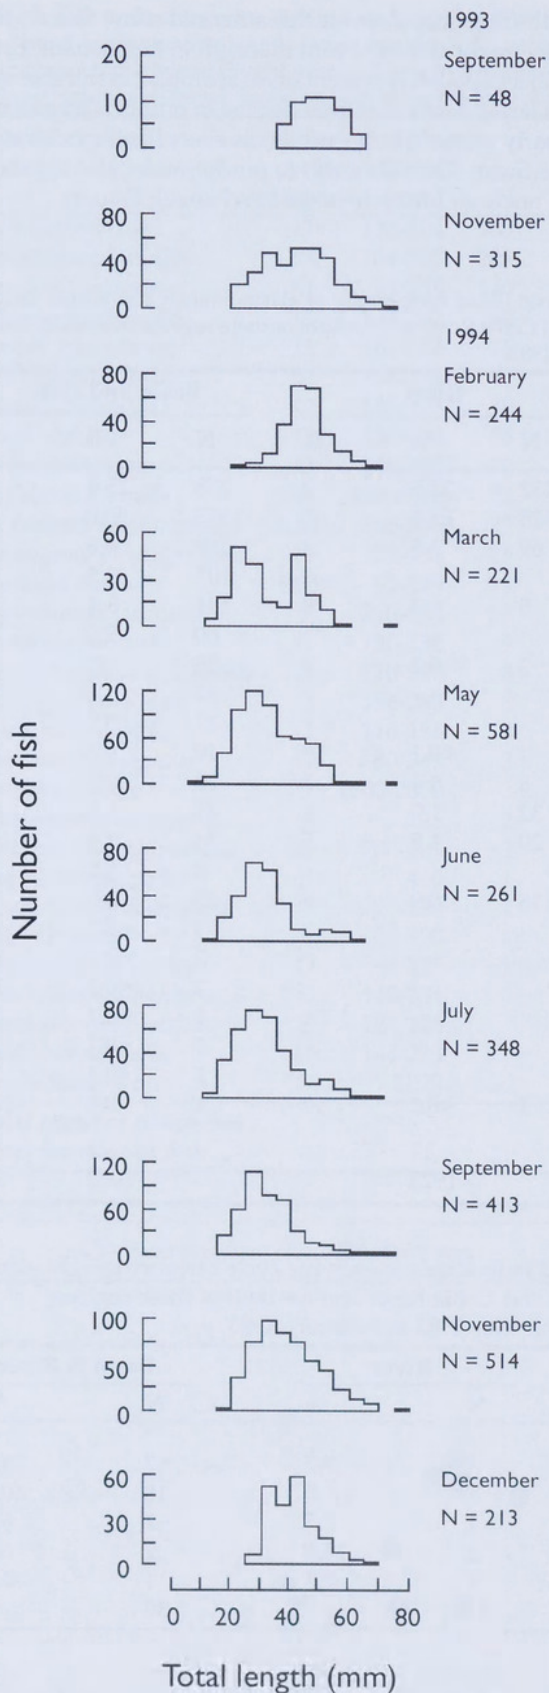 1993
September
N = 48
20
10
0
November
N = 315
80
40
0
1994
February
N = 244
80
40
0
March
N = 221
60
30
0
May
N = 581
120
60
0
June
N = 261
80
40
0
July
N = 348
80
40
0
September
N = 413
120
60
0
November
N = 514
100
50
0
December
N = 213
60
30
0
Number of fish
0 20 40 60 80
Total length (mm)